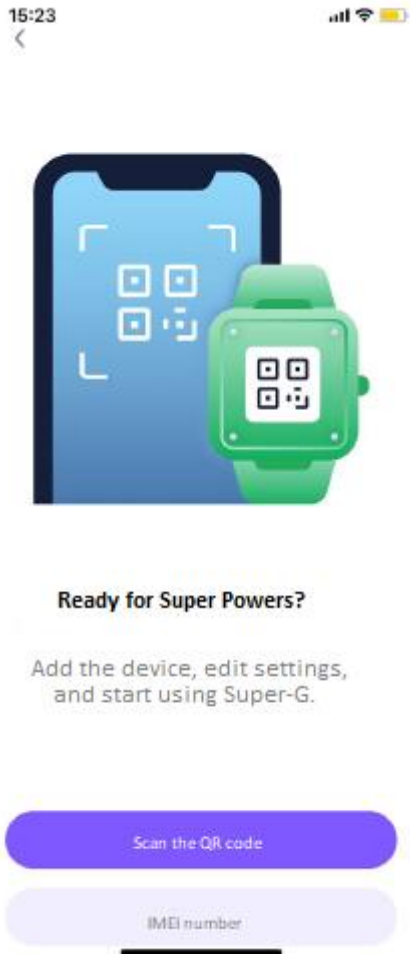 15:23
Ready for Super Powers?
Add the device, edit settings,
and start using Super-G.
Scan the QR code
IMEI number